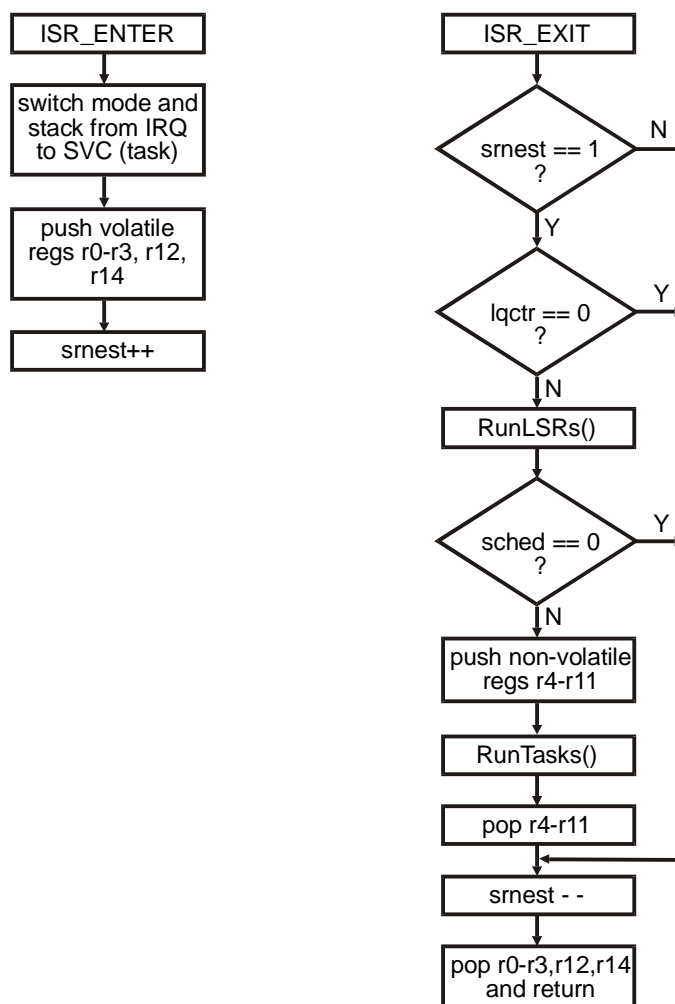 ISR_ENTER
switch mode and
stack from IRQ
to SVC (task)
push volatile
regs r0-r3, r12,
r14
srnest++
ISR_EXIT
srnest == 1
?
N
Y
lqctr == 0
?
Y
N
RunLSRs()
sched == 0
?
Y
N
push non-volatile
regs r4-r11
RunTasks()
pop r4-r11
srnest - -
pop r0-r3,r12,r14
and return